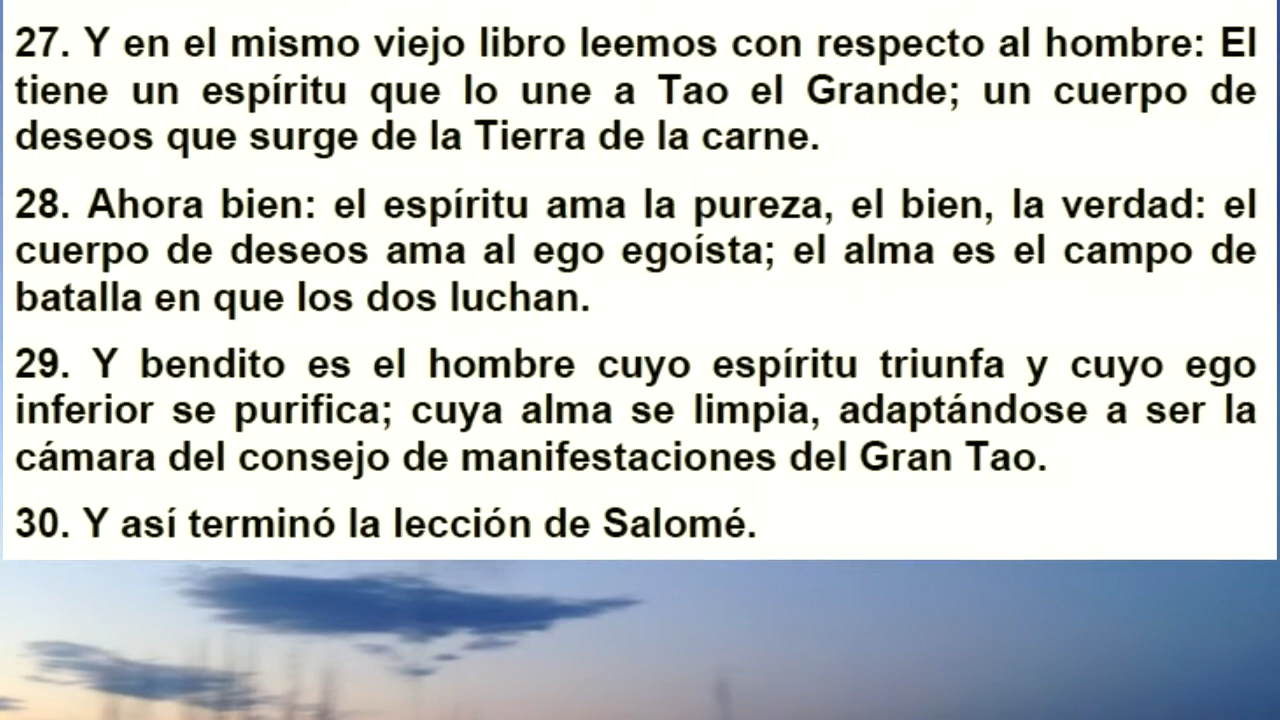 27. Y en el mismo viejo libro leemos con respecto al hombre: El
tiene un espíritu que lo une a Tao el Grande; un cuerpo de
deseos que surge de la Tierra de la carne.
28. Ahora bien: el espíritu ama la pureza, el bien, la verdad: el
cuerpo de deseos ama al ego egoísta; el alma es el campo de
batalla en que los dos luchan.
29. Y bendito es el hombre cuyo espíritu triunfa y cuyo ego
inferior se purifica; cuya alma se limpia, adaptándose a ser la
cámara del consejo de manifestaciones del Gran Tao.
30. Y así terminó la lección de Salomé.